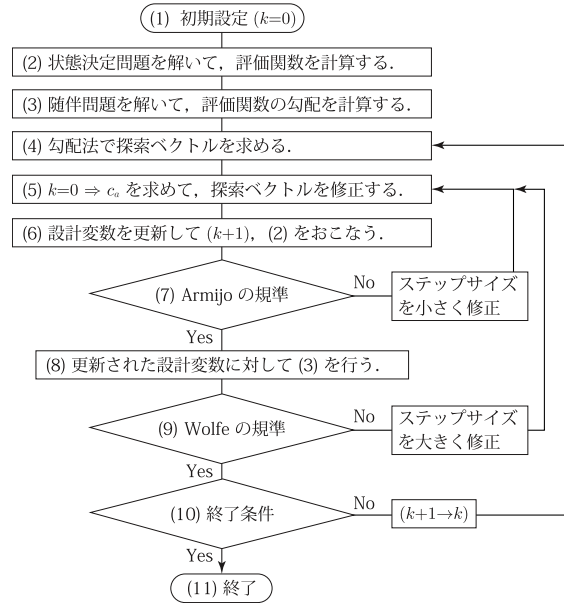 (1) 初期設定 (k=0)
(2) 状態決定問題を解いて，評価関数を計算する．
(3) 随伴問題を解いて，評価関数の勾配を計算する．
(4) 勾配法で探索ベクトルを求める．
(5) k=0 ⇒ cₐ を求めて，探索ベクトルを修正する．
(6) 設計変数を更新して (k+1)，(2) をおこなう．
(7) Armijo の規準
No
ステップサイズ
を小さく修正
Yes
(8) 更新された設計変数に対して (3) を行う．
(9) Wolfe の規準
No
ステップサイズ
を大きく修正
Yes
(10) 終了条件
No
(k+1→k)
Yes
(11) 終了